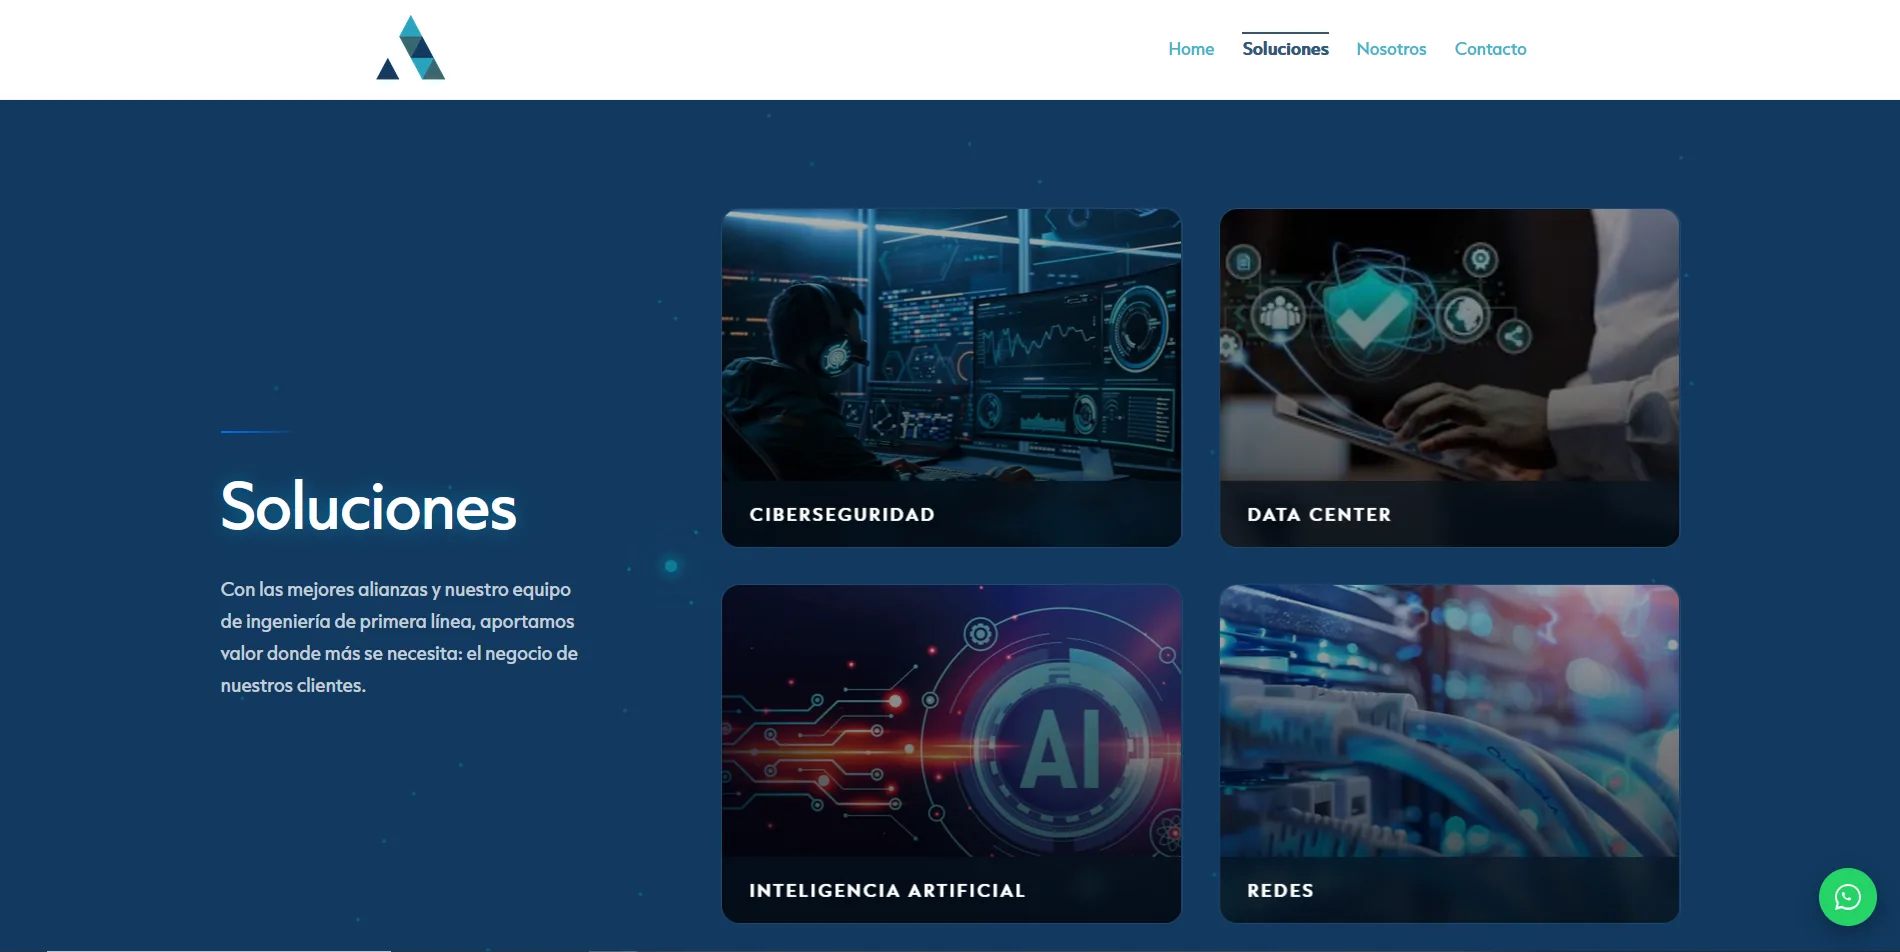 Home
Soluciones
Nosotros
Contacto
Soluciones
Con las mejores alianzas y nuestro equipo
de ingeniería de primera línea, aportamos
valor donde más se necesita: el negocio de
nuestros clientes.
CIBERSEGURIDAD
DATA CENTER
AI
INTELIGENCIA ARTIFICIAL
REDES